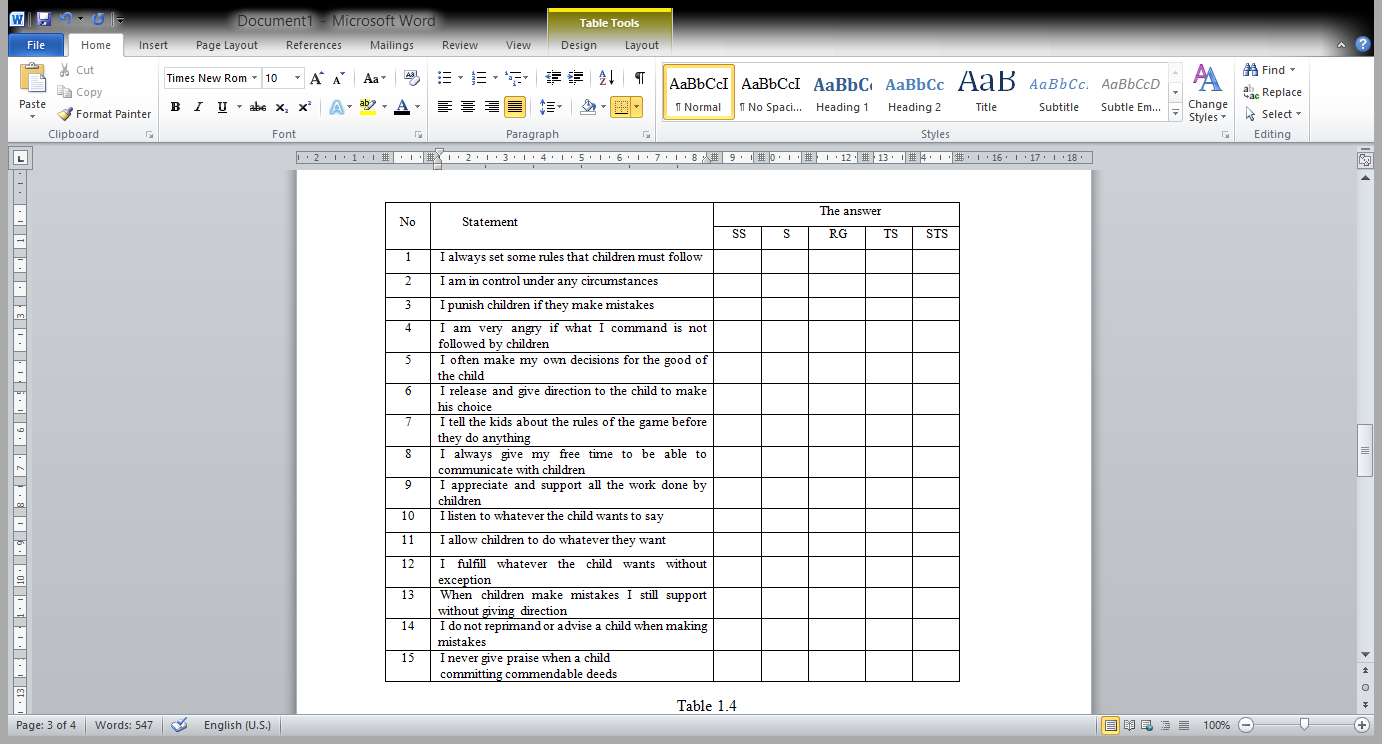 Document1 - Microsoft Word
Table Tools
File Home Insert Page Layout References Mailings Review View Design Layout
Paste
Cut
Copy
Format Painter
Clipboard
Times New Rom 10
B I U abc x₂ x²
Font
Paragraph
AaBbCcI AaBbCcI AaBbC AaBbCc AaB AaBbCc. AaBbCcD
¶ Normal ¶ No Spaci... Heading 1 Heading 2 Title Subtitle Subtle Em...
Styles
Change
Styles
Find
Replace
Select
Editing
No Statement The answer
SS S RG TS STS
1 I always set some rules that children must follow
2 I am in control under any circumstances
3 I punish children if they make mistakes
4 I am very angry if what I command is not
followed by children
5 I often make my own decisions for the good of
the child
6 I release and give direction to the child to make
his choice
7 I tell the kids about the rules of the game before
they do anything
8 I always give my free time to be able to
communicate with children
9 I appreciate and support all the work done by
children
10 I listen to whatever the child wants to say
11 I allow children to do whatever they want
12 I fulfill whatever the child wants without
exception
13 When children make mistakes I still support
without giving direction
14 I do not reprimand or advise a child when making
mistakes
15 I never give praise when a child
committing commendable deeds
Table 1.4
Page: 3 of 4 Words: 547 English (U.S.) 100%